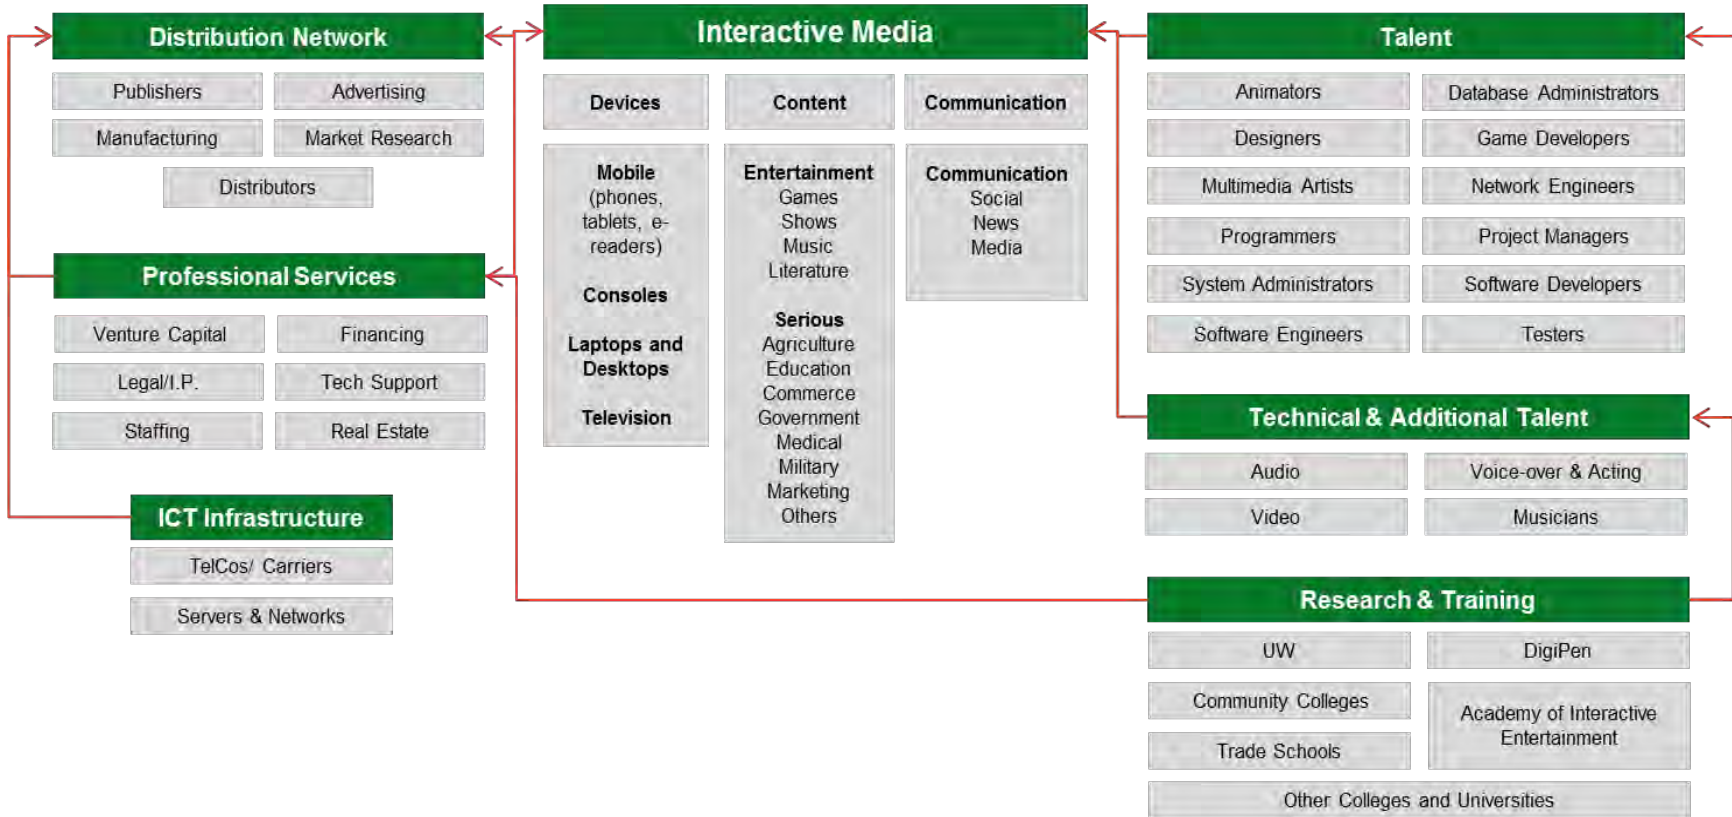 Distribution Network
Publishers
Advertising
Manufacturing
Market Research
Distributors
Professional Services
Venture Capital
Financing
Legal/I.P.
Tech Support
Staffing
Real Estate
ICT Infrastructure
TelCos/ Carriers
Servers & Networks
Interactive Media
Devices
Mobile
(phones,
tablets, e-
readers)
Consoles
Laptops and
Desktops
Television
Content
Entertainment
Games
Shows
Music
Literature
Serious
Agriculture
Education
Commerce
Government
Medical
Military
Marketing
Others
Communication
Communication
Social
News
Media
Talent
Animators
Database Administrators
Designers
Game Developers
Multimedia Artists
Network Engineers
Programmers
Project Managers
System Administrators
Software Developers
Software Engineers
Testers
Technical & Additional Talent
Audio
Voice-over & Acting
Video
Musicians
Research & Training
UW
DigiPen
Community Colleges
Academy of Interactive
Entertainment
Trade Schools
Other Colleges and Universities